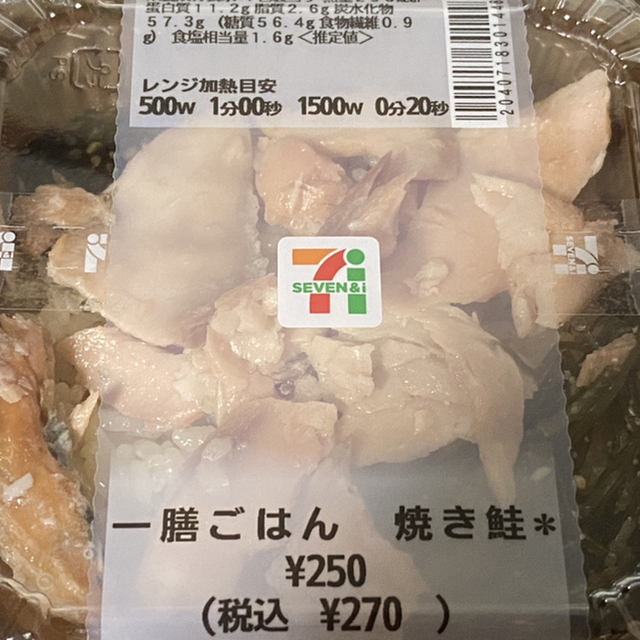 蛋白質11.2g 脂質2.6g 炭水化物
57.3g (糖質56.4g食物繊維0.9
g) 食塩相当量1.6g<推定値>
レンジ加熱目安
500W 1分00秒 1500W 0分20秒
SEVEN&i
一膳ごはん 焼き鮭*
¥250
(税込 ¥270 )